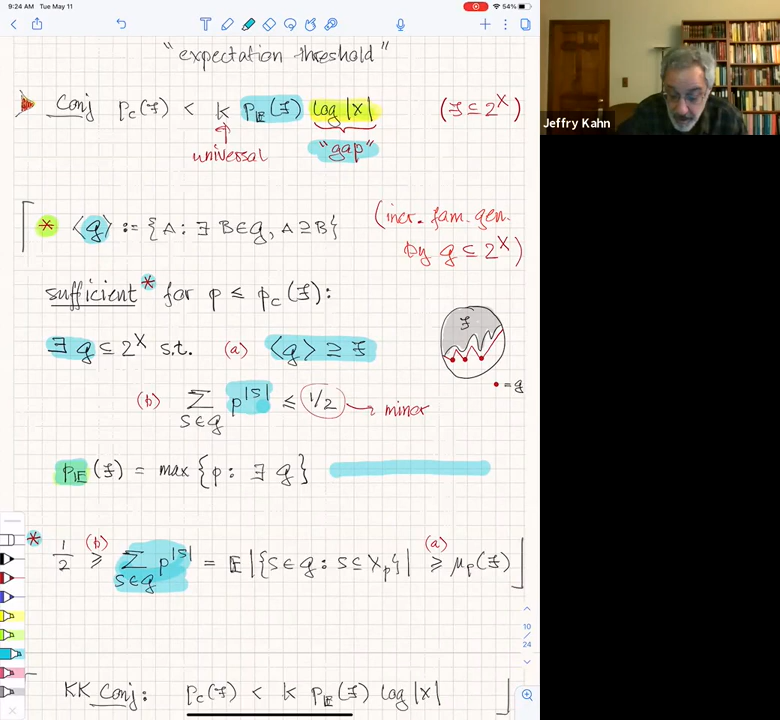 9:24 AM Tue May 11
54%
"expectation threshold"
Conj p_c(ℱ) < K p_𝔼(ℱ) log|X| (ℱ ⊆ 2^X)
universal "gap"
* ⟨g⟩ := {A: ∃ B∈g, A⊇B} (incr. fam. gen.
by g ⊆ 2^X)
sufficient* for p ≤ p_c(ℱ):
∃ g ⊆ 2^X s.t. (a) ⟨g⟩ ⊇ ℱ
ℱ
• = g
(b) Σ_{S∈g} p^|S| ≤ 1/2 → minor
p_𝔼(ℱ) = max {p: ∃ g}
* 1/2 ≥ (b) Σ_{S∈g} p^|S| = 𝔼|{S∈g: S⊆X_p}| ≥ (a) μ_p(ℱ)
KK Conj: p_c(ℱ) < K p_𝔼(ℱ) log|X|
10
/
24
Jeffry Kahn